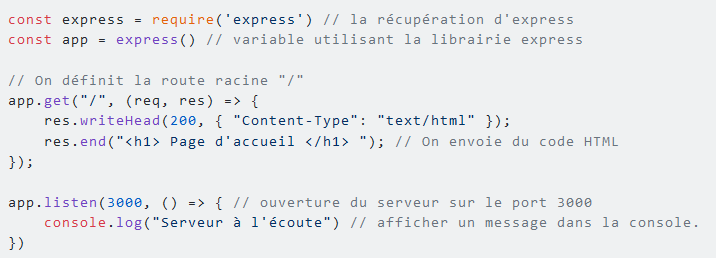 const express = require('express') // la récupération d'express
const app = express() // variable utilisant la librairie express

// On définit la route racine "/"
app.get("/", (req, res) => {
    res.writeHead(200, { "Content-Type": "text/html" });
    res.end("<h1> Page d'accueil </h1> "); // On envoie du code HTML
});

app.listen(3000, () => { // ouverture du serveur sur le port 3000
    console.log("Serveur à l'écoute") // afficher un message dans la console.
})